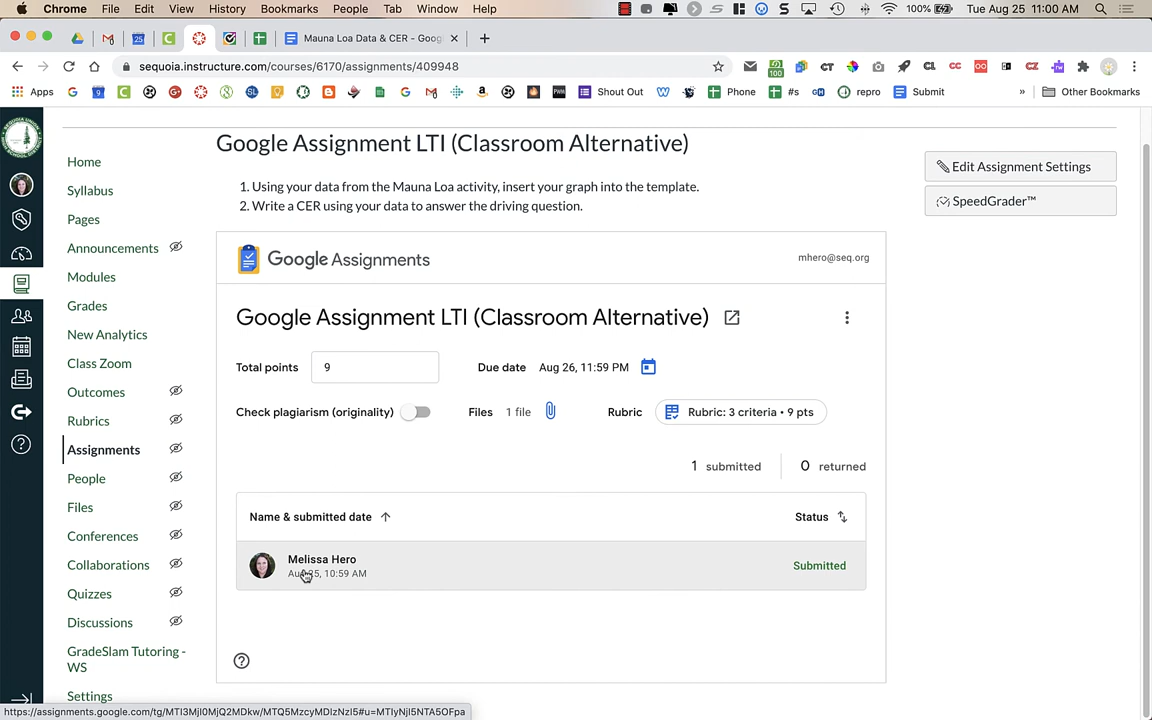 Chrome File Edit View History Bookmarks People Tab Window Help 100% Tue Aug 25 11:00 AM
Mauna Loa Data & CER - Goo
sequoia.instructure.com/courses/6170/assignments/409948
Apps Shout Out Phone #s repro Submit » Other Bookmarks
Google Assignment LTI (Classroom Alternative)
Edit Assignment Settings
SpeedGrader™
1. Using your data from the Mauna Loa activity, insert your graph into the template.
2. Write a CER using your data to answer the driving question.
Home
Syllabus
Pages
Announcements
Modules
Grades
New Analytics
Class Zoom
Outcomes
Rubrics
Assignments
People
Files
Conferences
Collaborations
Quizzes
Discussions
GradeSlam Tutoring -
WS
Settings
Google Assignments mhero@seq.org
Google Assignment LTI (Classroom Alternative)
Total points 9 Due date Aug 26, 11:59 PM
Check plagiarism (originality) Files 1 file Rubric Rubric: 3 criteria • 9 pts
1 submitted 0 returned
Name & submitted date Status
Melissa Hero
25, 10:59 AM
Submitted